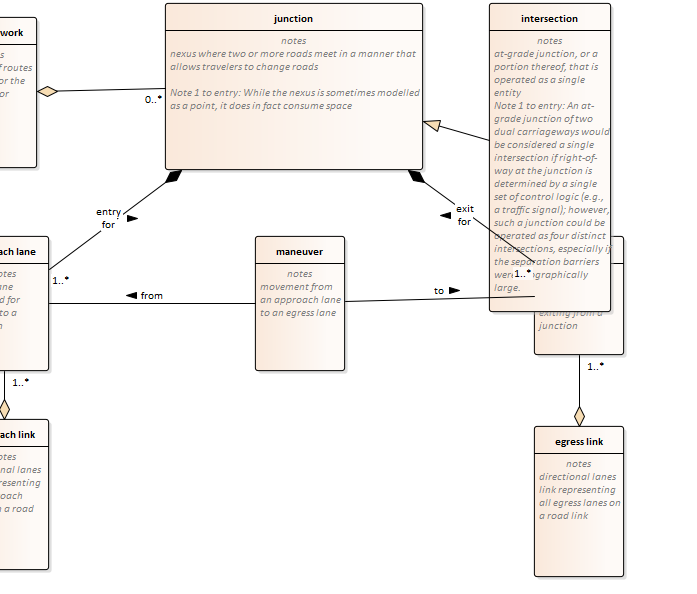 work
s
f routes
or the
or
junction
notes
nexus where two or more roads meet in a manner that
allows travelers to change roads
Note 1 to entry: While the nexus is sometimes modelled
as a point, it does in fact consume space
intersection
notes
at-grade junction, or a
portion thereof, that is
operated as a single
entity
Note 1 to entry: An at-
grade junction of two
dual carriageways would
be considered a single
intersection if right-of-
way at the junction is
determined by a single
set of control logic (e.g.,
a traffic signal); however,
such a junction could be
operated as four distinct
intersections, especially if
the separation barriers
were graphically
large.
0..*
entry
for
exit
for
1..*
1..*
ach lane
otes
ane
d for
to a
n
maneuver
notes
movement from
an approach lane
to an egress lane
from
to
exiting from a
junction
1..*
1..*
ach link
otes
nal lanes
resenting
oach
n a road
egress link
notes
directional lanes
link representing
all egress lanes on
a road link